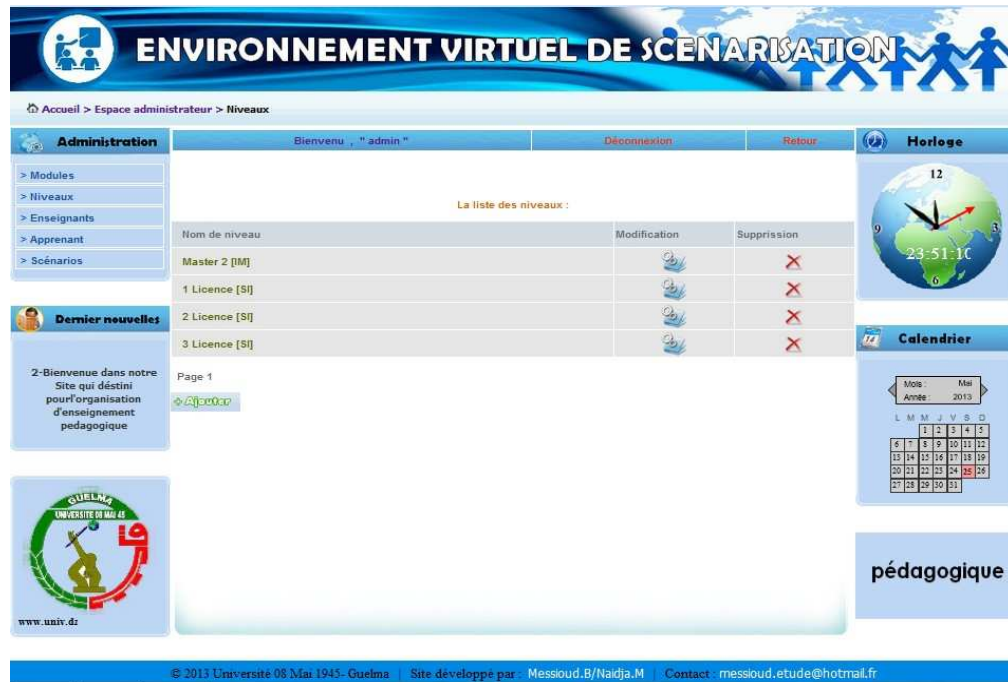 ENVIRONNEMENT VIRTUEL DE SCENARISATION
Accueil > Espace administrateur > Niveaux
Administration
> Modules
> Niveaux
> Enseignants
> Apprenant
> Scénarios
Dernier nouvelles
2-Bienvenue dans notre
Site qui déstini
pourl'organisation
d'enseignement
pedagogique
GUELMA
UNIVERSITE 08 MAI 45
19
www.univ.d
Bienvenu , " admin "
Déconnexion
Retour
La liste des niveaux :
Nom de niveau Modification Supprission
Master 2 [IM]
1 Licence [SI]
2 Licence [SI]
3 Licence [SI]
Page 1
+ Ajouter
Horloge
12
9 3
23:51:1
6
Calendrier
Mois : Mai
Année : 2013
L M M J V S D
1 2 3 4 5
6 7 8 9 10 11 12
13 14 15 16 17 18 19
20 21 22 23 24 25 26
27 28 29 30 31
pédagogique
© 2013 Université 08 Mai 1945- Guelma | Site développé par : Messioud.B/Naidja.M | Contact : messioud.etude@hotmail.fr